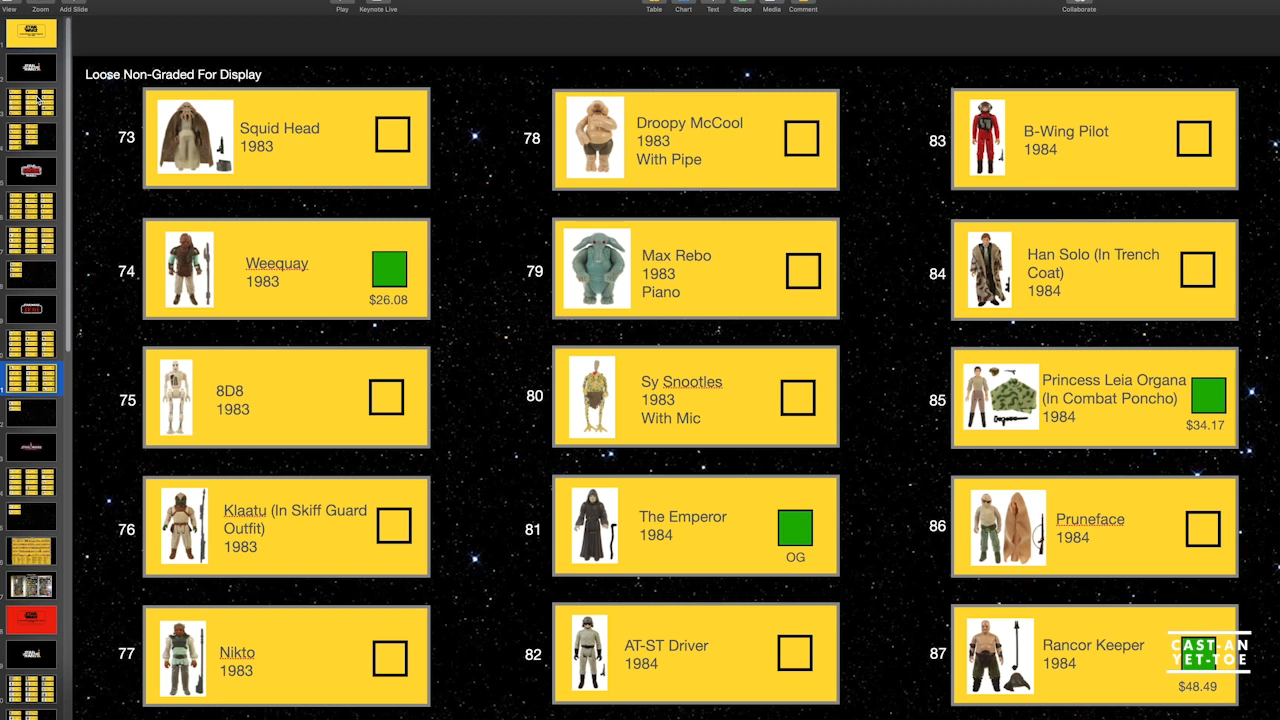 View
Zoom
Add Slide
Play
Keynote Live
Table
Chart
Text
Shape
Media
Comment
Collaborate
Loose Non-Graded For Display
73
Squid Head
1983
74
Weequay
1983
$26.08
75
8D8
1983
76
Klaatu (In Skiff Guard
Outfit)
1983
77
Nikto
1983
78
Droopy McCool
1983
With Pipe
79
Max Rebo
1983
Piano
80
Sy Snootles
1983
With Mic
81
The Emperor
1984
OG
82
AT-ST Driver
1984
83
B-Wing Pilot
1984
84
Han Solo (In Trench
Coat)
1984
85
Princess Leia Organa
(In Combat Poncho)
1984
$34.17
86
Pruneface
1984
87
Rancor Keeper
1984
$48.49
CAST-AN
YET-TOE